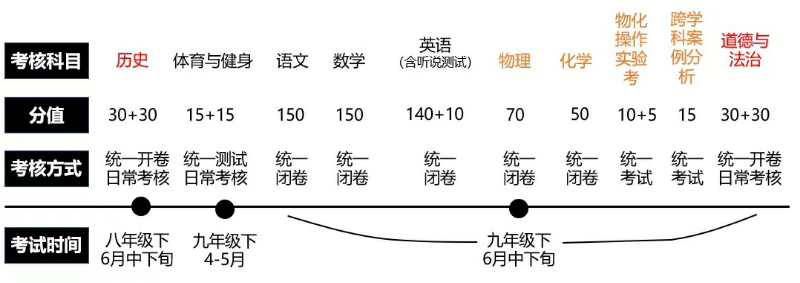 考核科目 历史 体育与健身 语文 数学 英语 (含听说测试) 物理 化学 物化操作实验考 跨学科案例分析 道德与法治
分值 30+30 15+15 150 150 140+10 70 50 10+5 15 30+30
考核方式 统一开卷 日常考核 统一测试 日常考核 统一闭卷 统一闭卷 统一闭卷 统一闭卷 统一闭卷 统一考试 统一考试 统一开卷 日常考核
考试时间 八年级下 6月中下旬 九年级下 4-5月 九年级下 6月中下旬